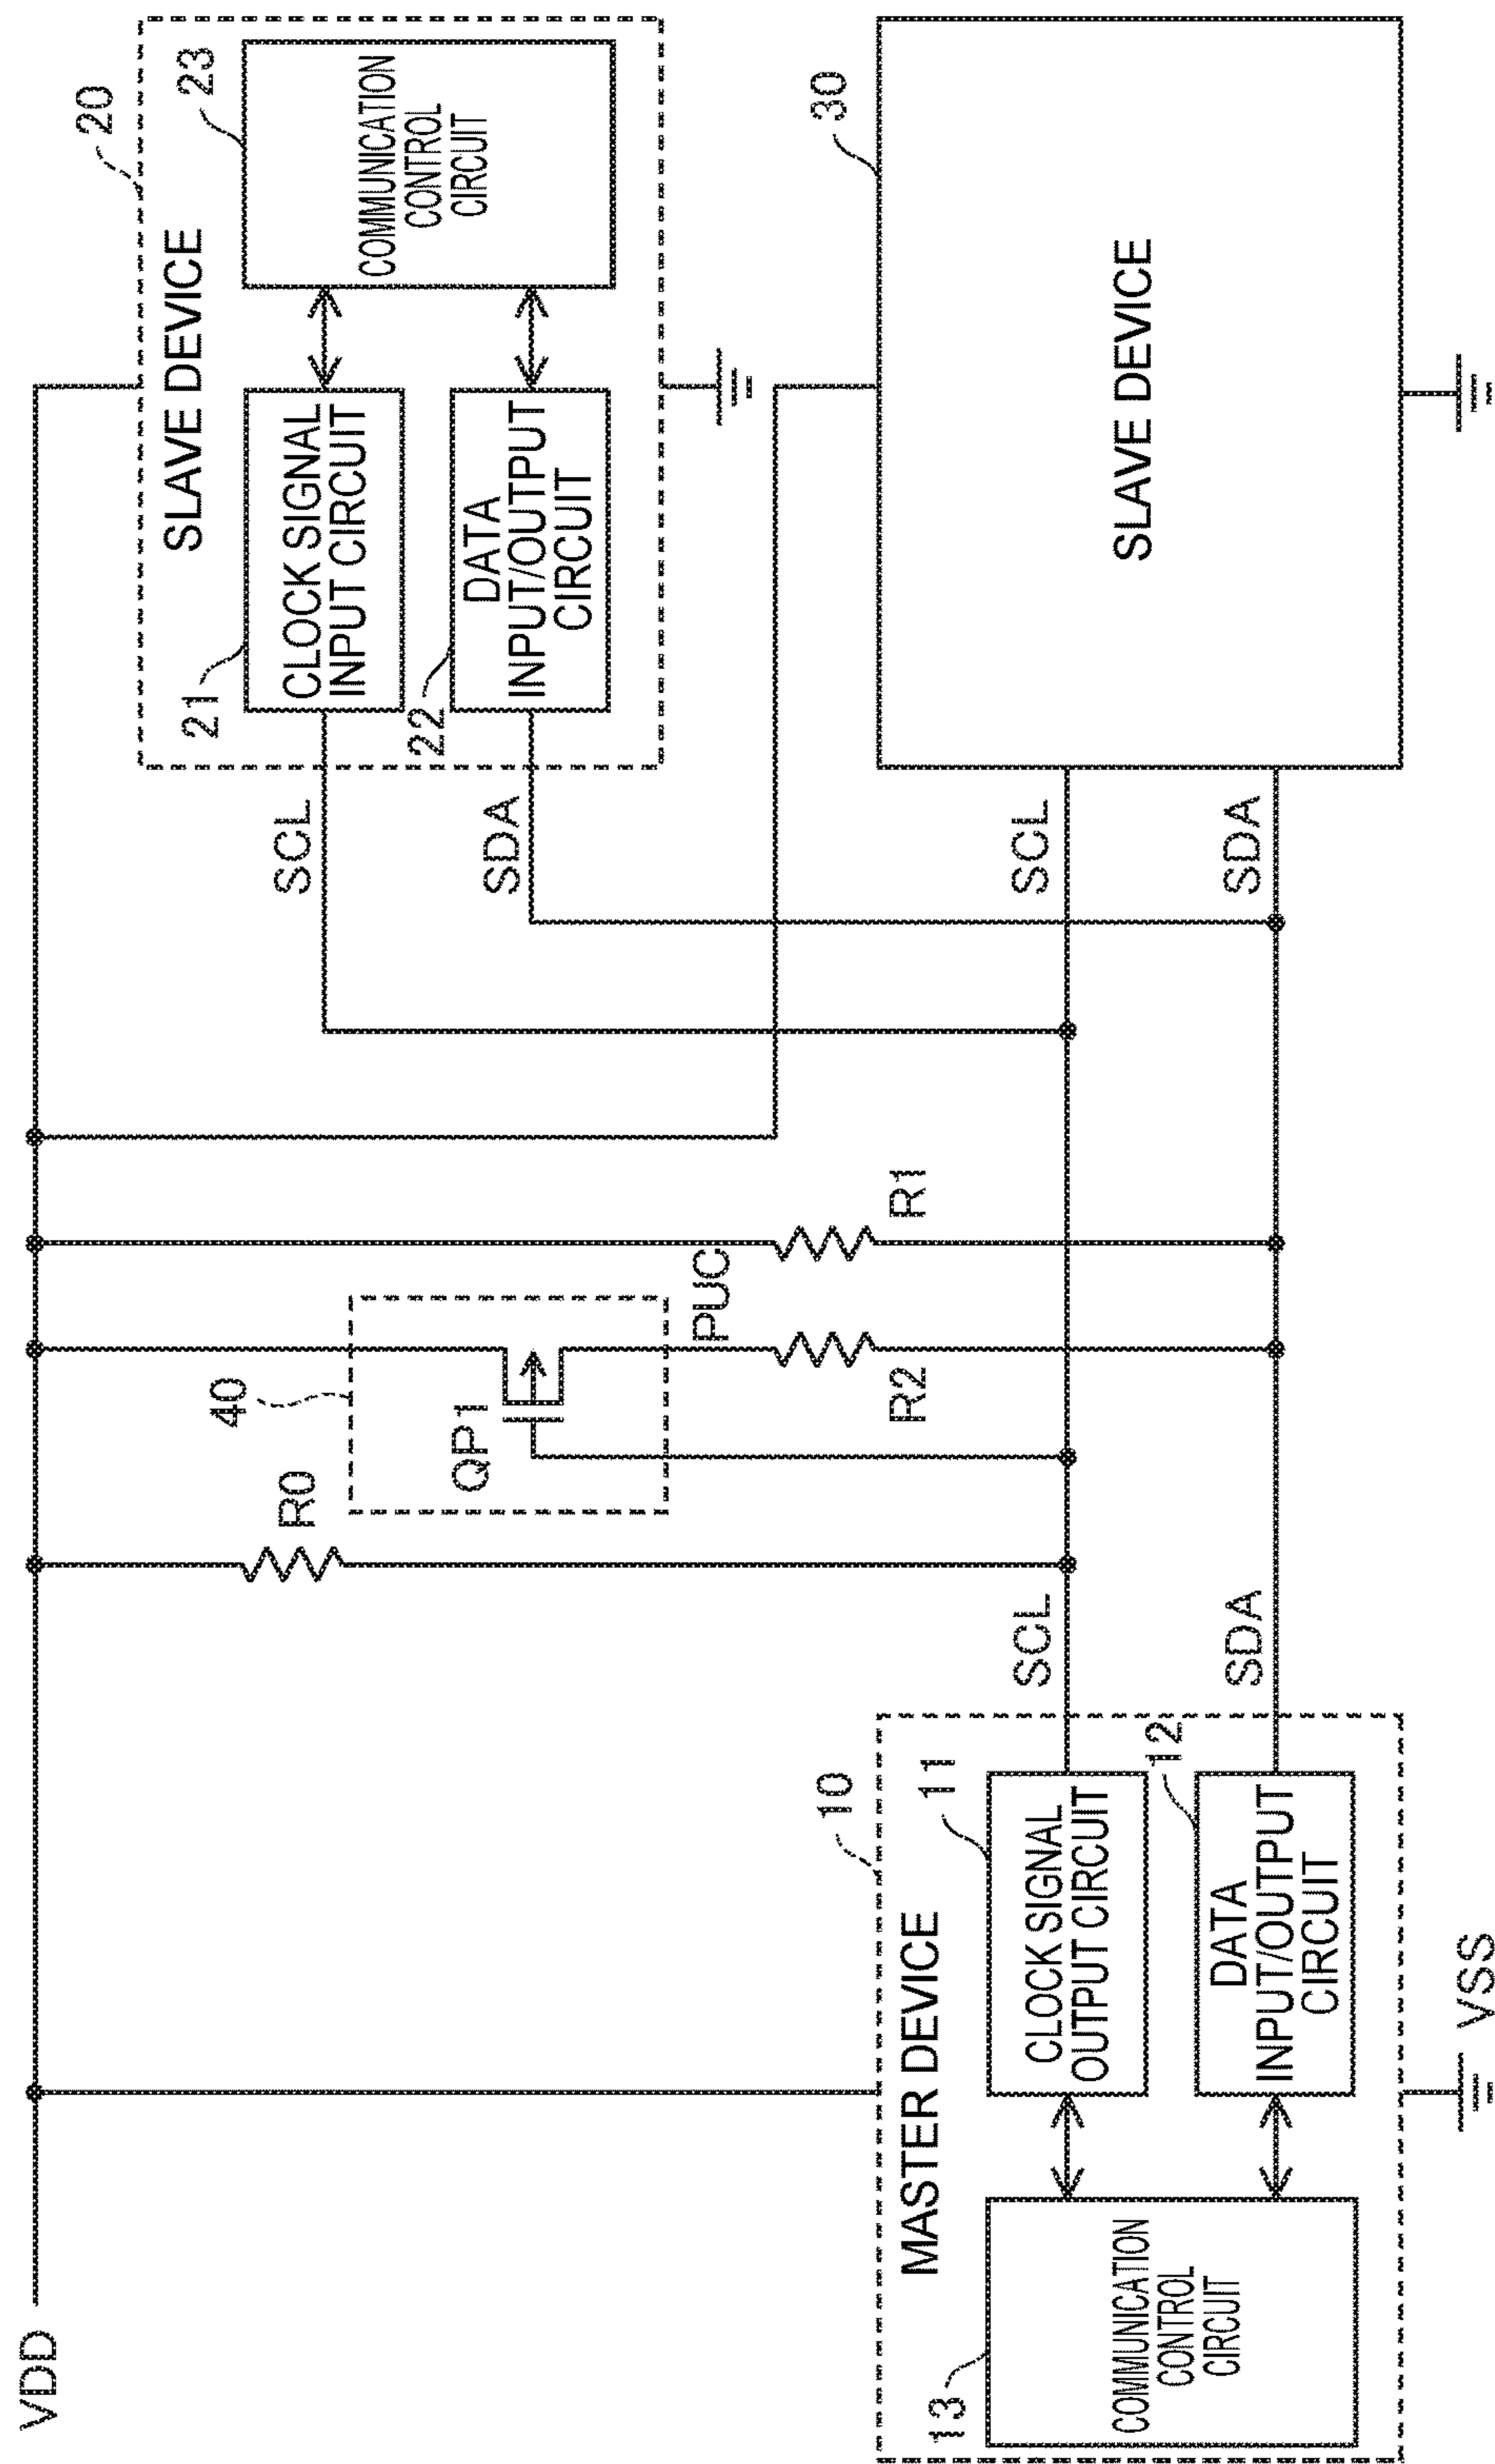 VDD
R0
40
QP1
PUC
R2
R1
20
SLAVE DEVICE
21
CLOCK SIGNAL
INPUT CIRCUIT
22
DATA
INPUT/OUTPUT
CIRCUIT
23
COMMUNICATION
CONTROL
CIRCUIT
SCL
SDA
10
MASTER DEVICE
13
COMMUNICATION
CONTROL
CIRCUIT
11
CLOCK SIGNAL
OUTPUT CIRCUIT
12
DATA
INPUT/OUTPUT
CIRCUIT
SCL
SDA
VSS
SCL
SDA
30
SLAVE DEVICE